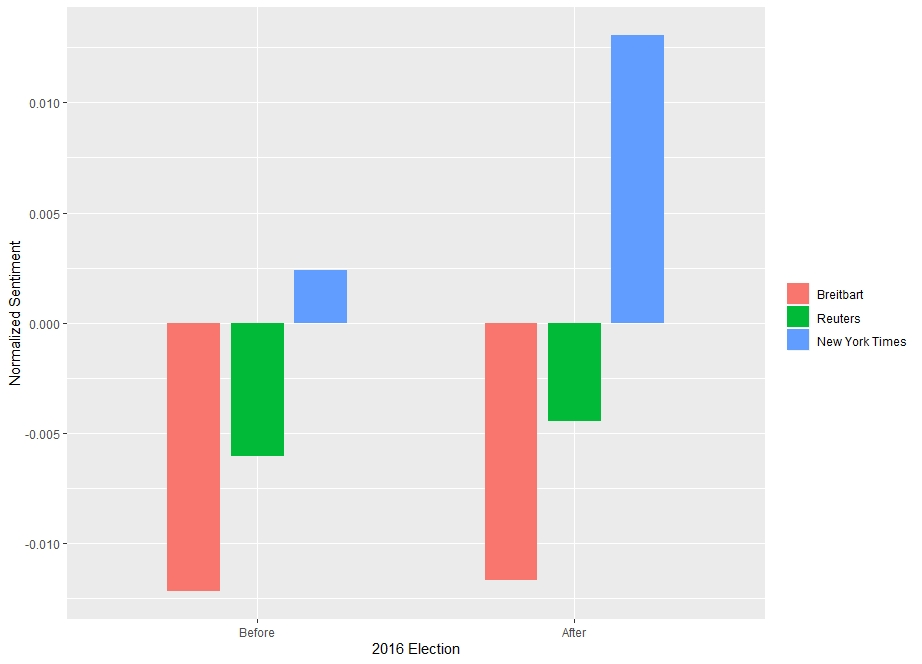 0.010
0.005
0.000
-0.005
-0.010
Normalized Sentiment
Before
After
2016 Election
Breitbart
Reuters
New York Times